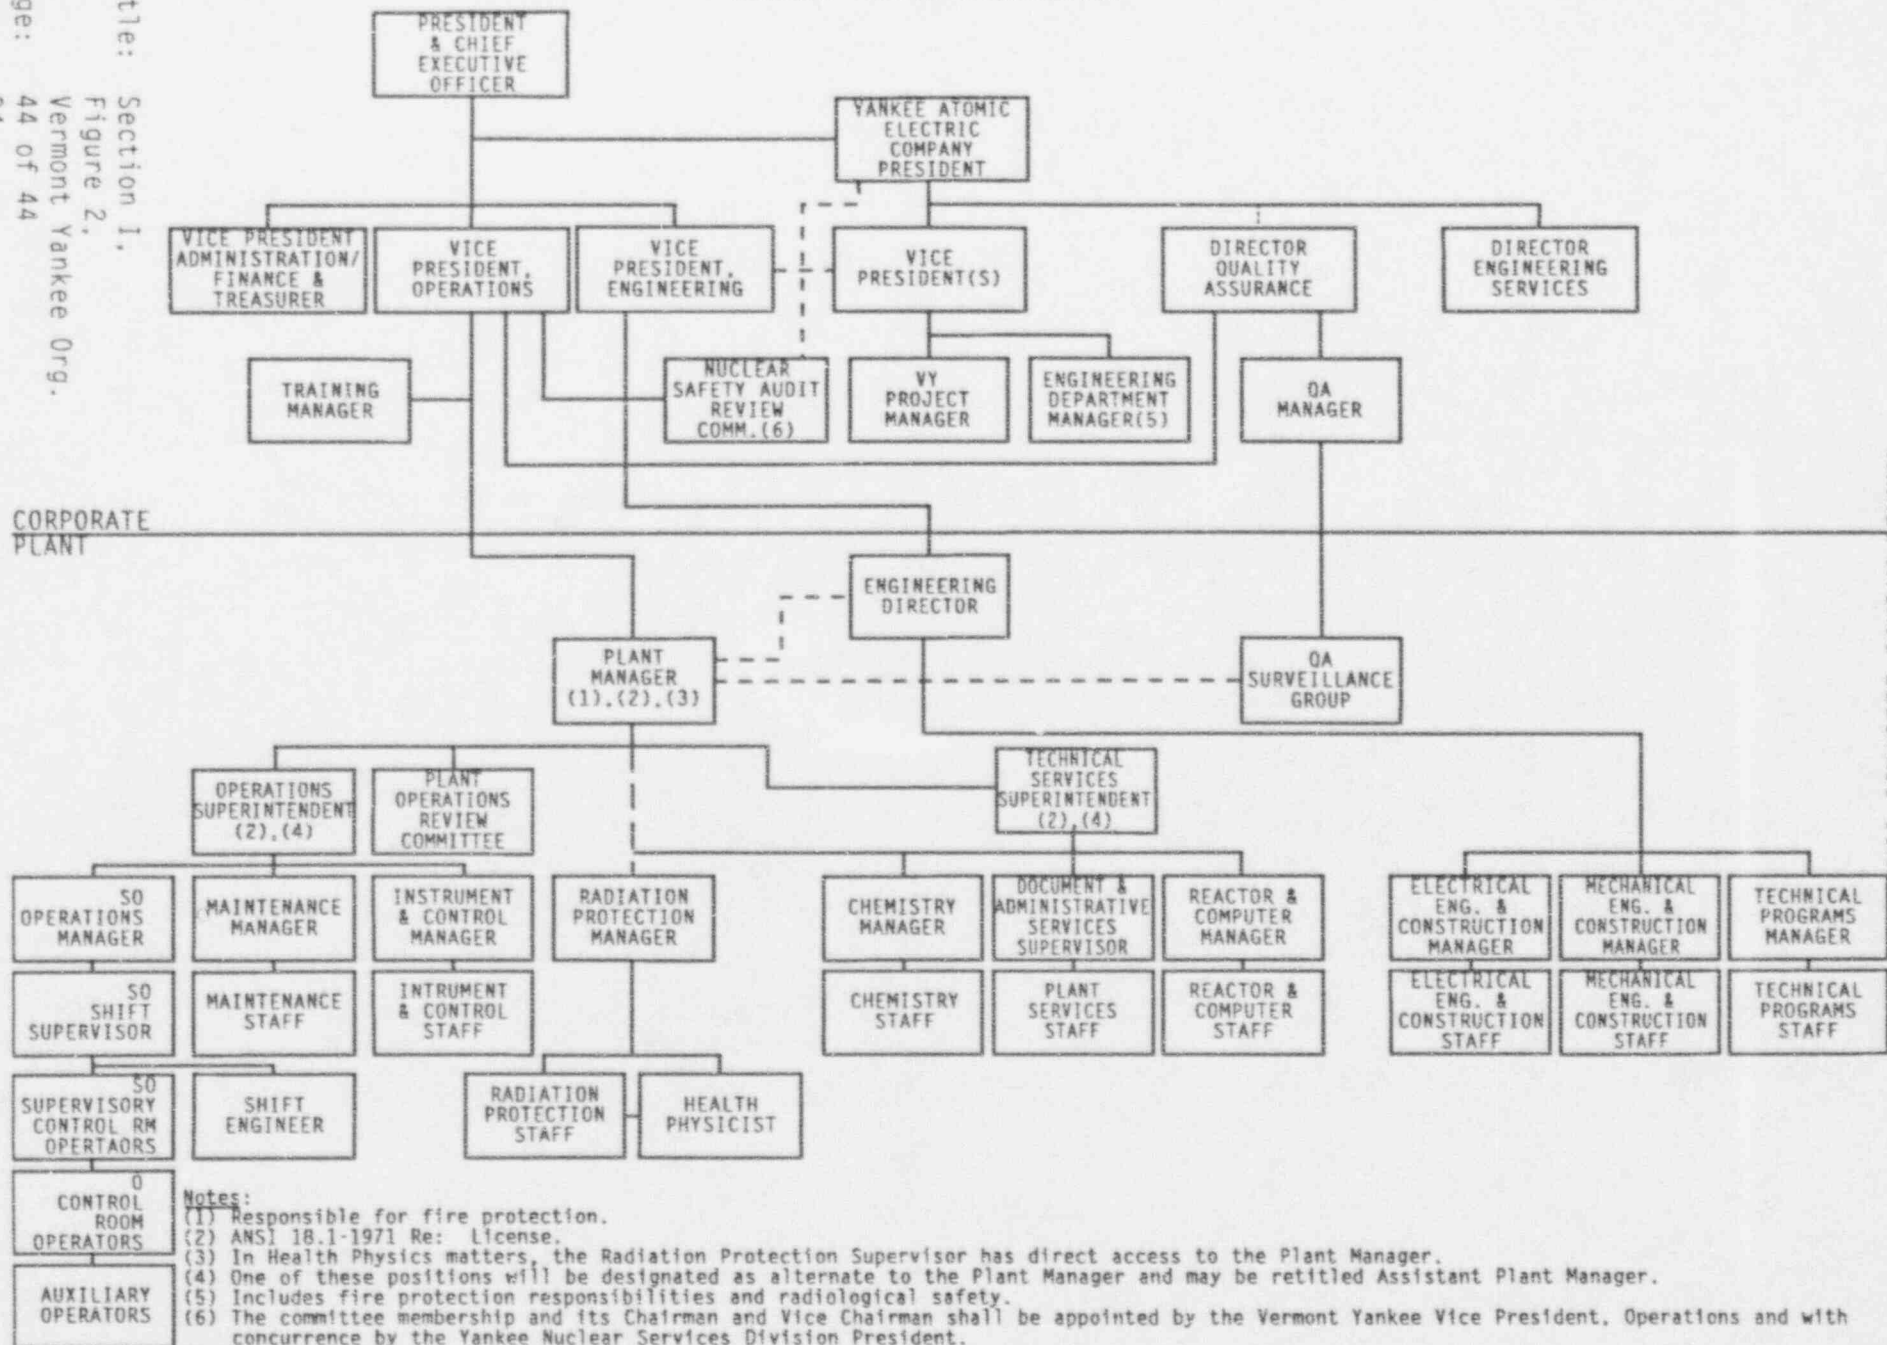 tle: Section I,
Figure 2,
Vermont Yankee Org.
ge: 44 of 44
PRESIDENT
& CHIEF
EXECUTIVE
OFFICER
YANKEE ATOMIC
ELECTRIC
COMPANY
PRESIDENT
VICE PRESIDENT
ADMINISTRATION/
FINANCE &
TREASURER
VICE
PRESIDENT,
OPERATIONS
VICE
PRESIDENT,
ENGINEERING
VICE
PRESIDENT(S)
DIRECTOR
QUALITY
ASSURANCE
DIRECTOR
ENGINEERING
SERVICES
TRAINING
MANAGER
NUCLEAR
SAFETY AUDIT
REVIEW
COMM.(6)
VY
PROJECT
MANAGER
ENGINEERING
DEPARTMENT
MANAGER(5)
QA
MANAGER
CORPORATE
PLANT
ENGINEERING
DIRECTOR
PLANT
MANAGER
(1),(2),(3)
QA
SURVEILLANCE
GROUP
OPERATIONS
SUPERINTENDENT
(2),(4)
PLANT
OPERATIONS
REVIEW
COMMITTEE
TECHNICAL
SERVICES
SUPERINTENDENT
(2),(4)
SO
OPERATIONS
MANAGER
MAINTENANCE
MANAGER
INSTRUMENT
& CONTROL
MANAGER
RADIATION
PROTECTION
MANAGER
CHEMISTRY
MANAGER
DOCUMENT &
ADMINISTRATIVE
SERVICES
SUPERVISOR
REACTOR &
COMPUTER
MANAGER
ELECTRICAL
ENG. &
CONSTRUCTION
MANAGER
MECHANICAL
ENG. &
CONSTRUCTION
MANAGER
TECHNICAL
PROGRAMS
MANAGER
SO
SHIFT
SUPERVISOR
MAINTENANCE
STAFF
INTRUMENT
& CONTROL
STAFF
CHEMISTRY
STAFF
PLANT
SERVICES
STAFF
REACTOR &
COMPUTER
STAFF
ELECTRICAL
ENG. &
CONSTRUCTION
STAFF
MECHANICAL
ENG. &
CONSTRUCTION
STAFF
TECHNICAL
PROGRAMS
STAFF
SO
SUPERVISORY
CONTROL RM
OPERTAORS
SHIFT
ENGINEER
RADIATION
PROTECTION
STAFF
HEALTH
PHYSICIST
O
CONTROL
ROOM
OPERATORS
AUXILIARY
OPERATORS
Notes:
(1) Responsible for fire protection.
(2) ANSI 18.1-1971 Re: License.
(3) In Health Physics matters, the Radiation Protection Supervisor has direct access to the Plant Manager.
(4) One of these positions will be designated as alternate to the Plant Manager and may be retitled Assistant Plant Manager.
(5) Includes fire protection responsibilities and radiological safety.
(6) The committee membership and its Chairman and Vice Chairman shall be appointed by the Vermont Yankee Vice President, Operations and with
concurrence by the Yankee Nuclear Services Division President.